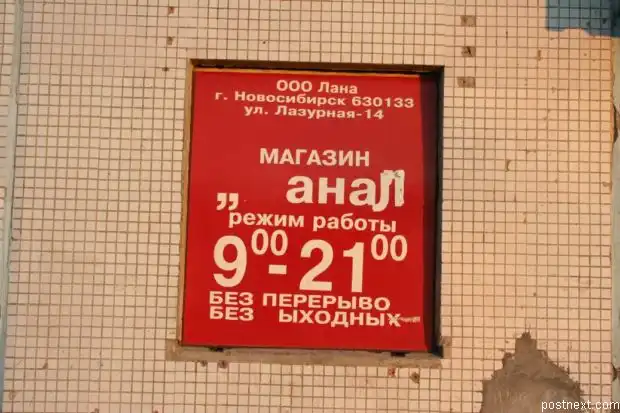 ООО Лана
г. Новосибирск 630133
ул. Лазурная-14
МАГАЗИН
„ анаЛ
режим работы
9⁰⁰-21⁰⁰
БЕЗ ПЕРЕРЫВО
БЕЗ ЫХОДНЫХ
postnext.com